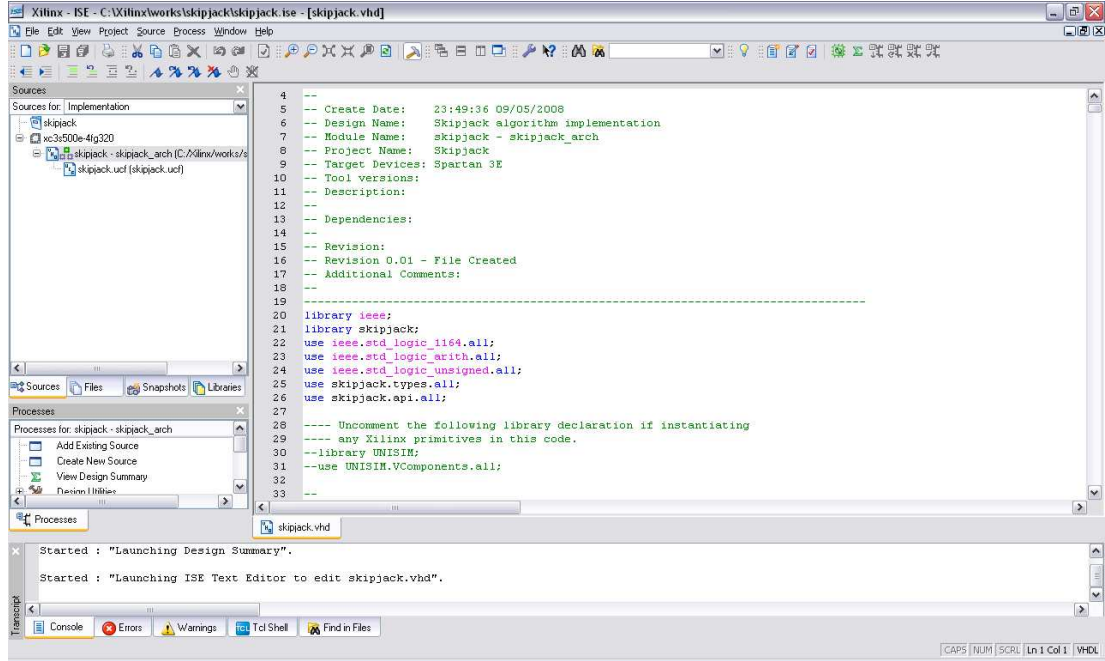 Xilinx - ISE - C:\Xilinx\works\skipjack\skipjack.ise - [skipjack.vhd]
File Edit View Project Source Process Window Help
Sources
Sources for: Implementation
skipjack
xc3s500e-4fg320
skipjack - skipjack_arch (C:/Xilinx/works/s
skipjack.ucf (skipjack.ucf)
Sources Files Snapshots Libraries
Processes
Processes for: skipjack - skipjack_arch
Add Existing Source
Create New Source
View Design Summary
Design Utilities
Processes
4 --
5 -- Create Date: 23:49:36 09/05/2008
6 -- Design Name: Skipjack algorithm implementation
7 -- Module Name: skipjack - skipjack_arch
8 -- Project Name: Skipjack
9 -- Target Devices: Spartan 3E
10 -- Tool versions:
11 -- Description:
12 --
13 -- Dependencies:
14 --
15 -- Revision:
16 -- Revision 0.01 - File Created
17 -- Additional Comments:
18 --
19 --------------------------------------------------------------------------------
20 library ieee;
21 library skipjack;
22 use ieee.std_logic_1164.all;
23 use ieee.std_logic_arith.all;
24 use ieee.std_logic_unsigned.all;
25 use skipjack.types.all;
26 use skipjack.api.all;
27
28 ---- Uncomment the following library declaration if instantiating
29 ---- any Xilinx primitives in this code.
30 --library UNISIM;
31 --use UNISIM.VComponents.all;
32
33 --
skipjack.vhd
Started : "Launching Design Summary".
Started : "Launching ISE Text Editor to edit skipjack.vhd".
Transcript
Console Errors Warnings TCL Tcl Shell Find in Files
CAPS NUM SCRL Ln 1 Col 1 VHDL